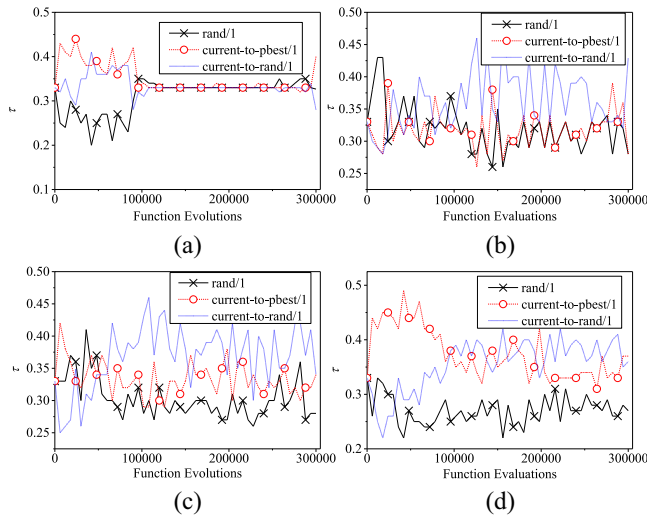 rand/1
current-to-pbest/1
current-to-rand/1
0.5
0.4
0.3
0.2
0.1
τ
0 100000 200000 300000
Function Evolutions
(a)
rand/1
current-to-pbest/1
current-to-rand/1
0.50
0.45
0.40
0.35
0.30
0.25
τ
0 100000 200000 300000
Function Evaluations
(b)
rand/1
current-to-pbest/1
current-to-rand/1
0.50
0.45
0.40
0.35
0.30
0.25
τ
0 100000 200000 300000
Function Evolutions
(c)
rand/1
current-to-pbest/1
current-to-rand/1
0.5
0.4
0.3
0.2
τ
0 100000 200000 300000
Function Evaluations
(d)